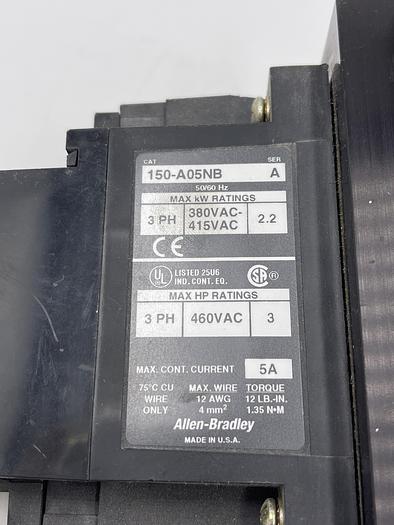 CAT SER
150-A05NB A
50/60 Hz
MAX kW RATINGS
3 PH 380VAC-
415VAC 2.2
CE
UL LISTED 25U6
IND. CONT. EQ.
SA ®
MAX HP RATINGS
3 PH 460VAC 3
MAX. CONT. CURRENT 5A
75°C CU MAX. WIRE TORQUE
WIRE 12 AWG 12 LB.-IN.
ONLY 4 mm² 1.35 N•M
Allen-Bradley
MADE IN U.S.A.